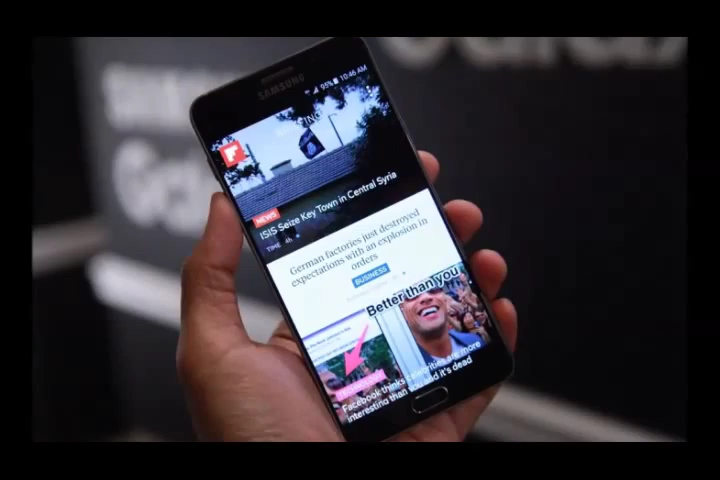 SAMSUNG
95% 10:46 AM
NEWS
ISIS Seize Key Town in Central Syria
TIME 4h
German factories just destroyed
expectations with an explosion in
orders
BUSINESS
Better than you
Facebook thinks celebrities are more
interesting than you and it's dead